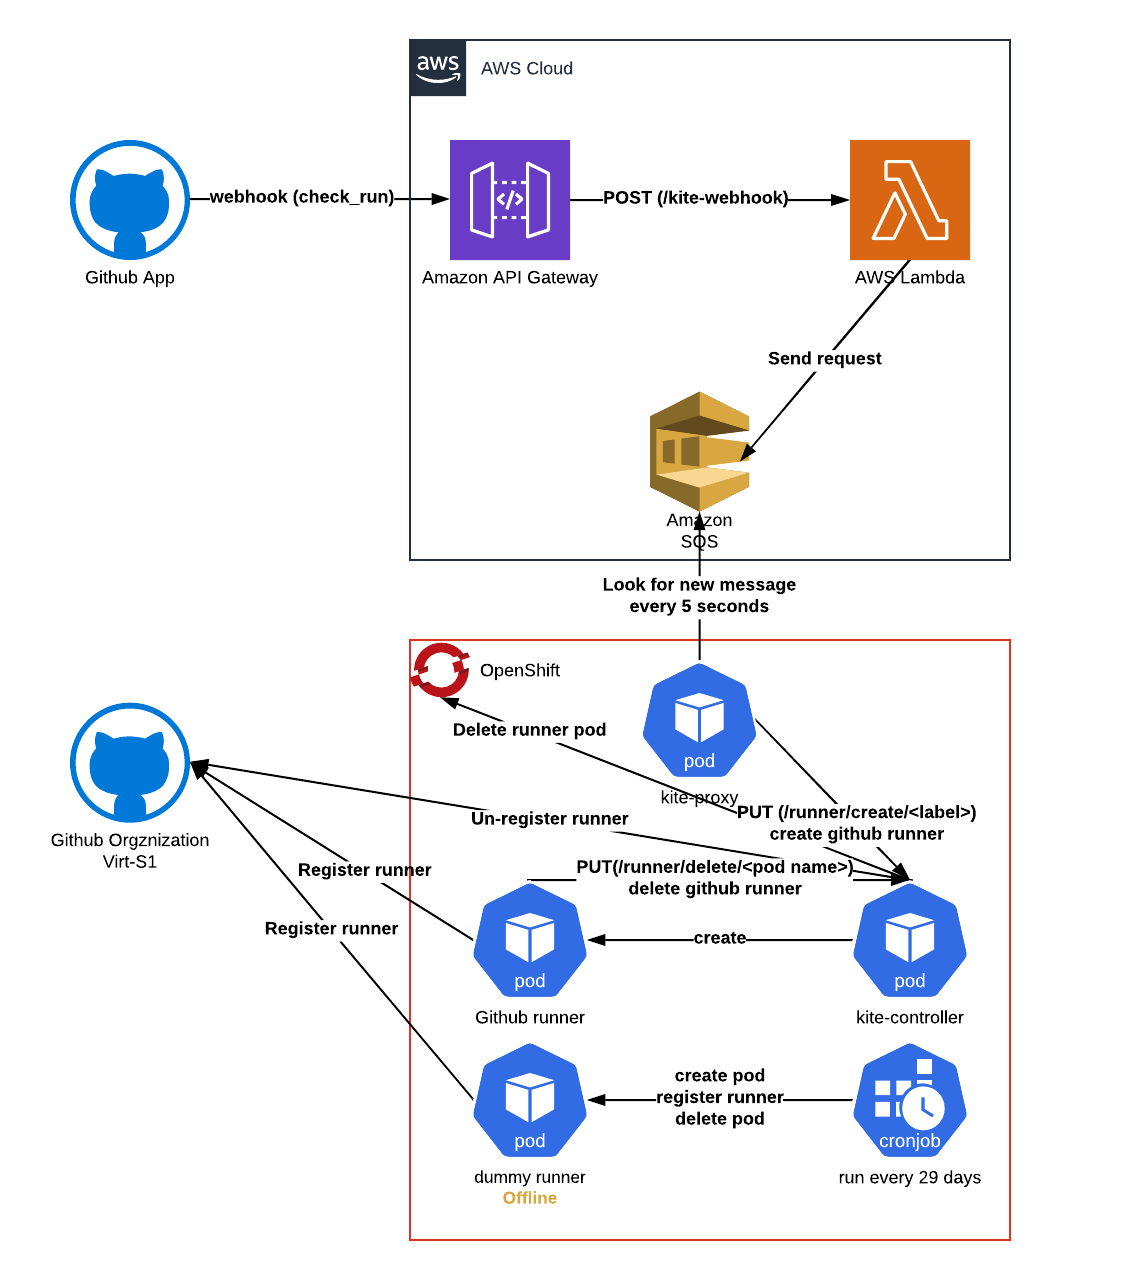 aws
AWS Cloud
webhook (check_run)
POST (/kite-webhook)
Github App
Amazon API Gateway
AWS Lambda
Send request
Amazon
SQS
Look for new message
every 5 seconds
OpenShift
Delete runner pod
pod
kite-proxy
PUT (/runner/create/<label>)
create github runner
Un-register runner
Github Orgznization
Virt-S1
Register runner
PUT(/runner/delete/<pod name>)
delete github runner
Register runner
create
pod
pod
Github runner
kite-controller
create pod
register runner
delete pod
pod
cronjob
dummy runner
Offline
run every 29 days